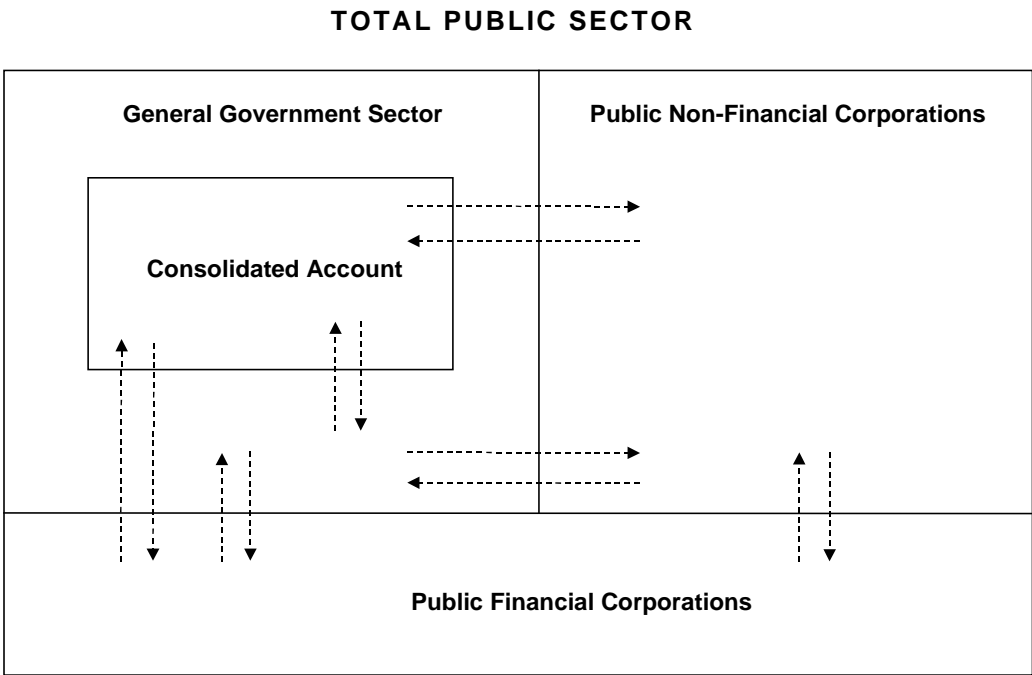 TOTAL PUBLIC SECTOR
General Government Sector
Public Non-Financial Corporations
Consolidated Account
Public Financial Corporations